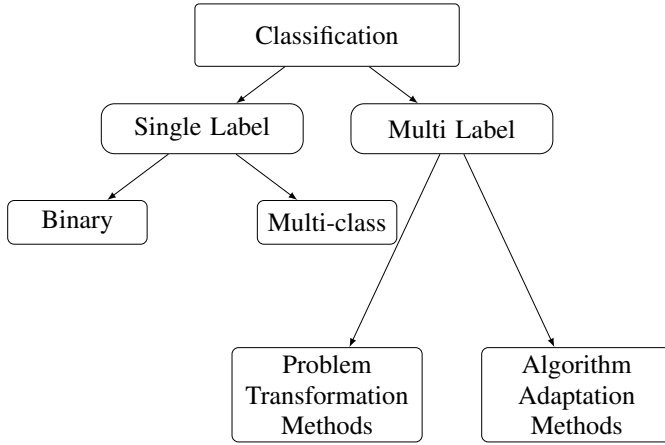 Classification
Single Label
Multi Label
Binary
Multi-class
Problem
Transformation
Methods
Algorithm
Adaptation
Methods